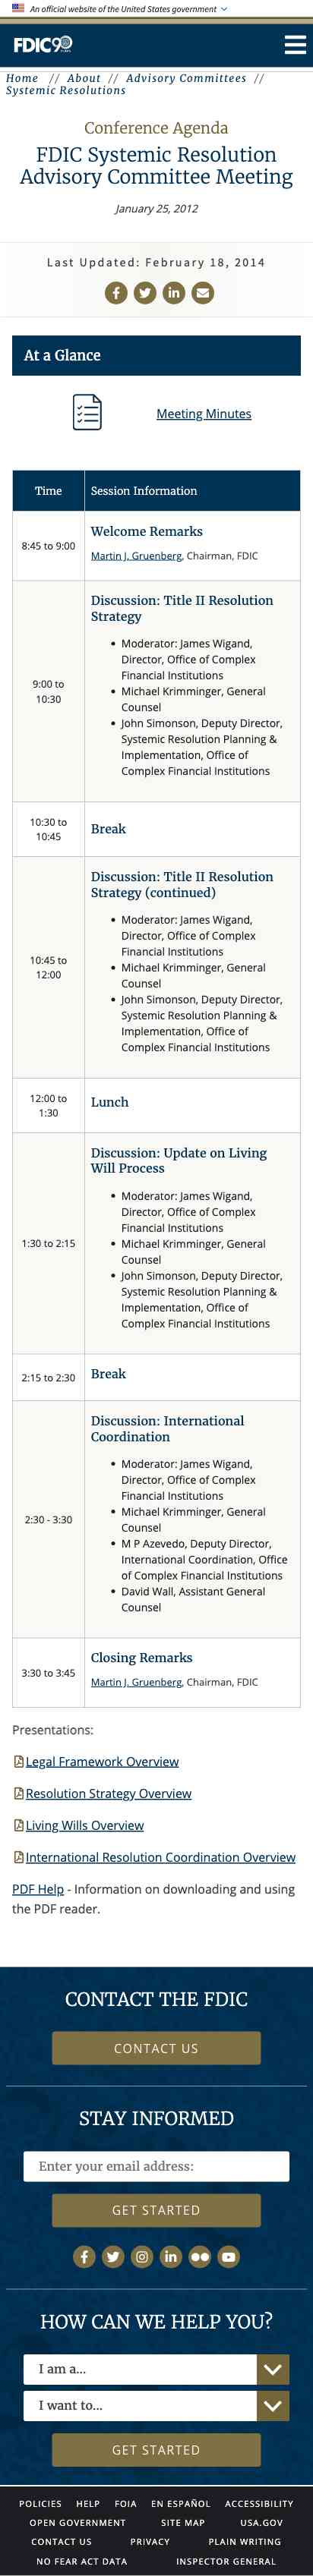 An official website of the United States government
FDIC90
Home // About // Advisory Committees //
Systemic Resolutions
Conference Agenda
FDIC Systemic Resolution
Advisory Committee Meeting
January 25, 2012
Last Updated: February 18, 2014
At a Glance
Meeting Minutes
Time Session Information
8:45 to 9:00
Welcome Remarks
Martin J. Gruenberg, Chairman, FDIC
9:00 to
10:30
Discussion: Title II Resolution
Strategy
• Moderator: James Wigand,
Director, Office of Complex
Financial Institutions
• Michael Krimminger, General
Counsel
• John Simonson, Deputy Director,
Systemic Resolution Planning &
Implementation, Office of
Complex Financial Institutions
10:30 to
10:45
Break
10:45 to
12:00
Discussion: Title II Resolution
Strategy (continued)
• Moderator: James Wigand,
Director, Office of Complex
Financial Institutions
• Michael Krimminger, General
Counsel
• John Simonson, Deputy Director,
Systemic Resolution Planning &
Implementation, Office of
Complex Financial Institutions
12:00 to
1:30
Lunch
1:30 to 2:15
Discussion: Update on Living
Will Process
• Moderator: James Wigand,
Director, Office of Complex
Financial Institutions
• Michael Krimminger, General
Counsel
• John Simonson, Deputy Director,
Systemic Resolution Planning &
Implementation, Office of
Complex Financial Institutions
2:15 to 2:30
Break
2:30 - 3:30
Discussion: International
Coordination
• Moderator: James Wigand,
Director, Office of Complex
Financial Institutions
• Michael Krimminger, General
Counsel
• M P Azevedo, Deputy Director,
International Coordination, Office
of Complex Financial Institutions
• David Wall, Assistant General
Counsel
3:30 to 3:45
Closing Remarks
Martin J. Gruenberg, Chairman, FDIC
Presentations:
Legal Framework Overview
Resolution Strategy Overview
Living Wills Overview
International Resolution Coordination Overview
PDF Help - Information on downloading and using
the PDF reader.
CONTACT THE FDIC
CONTACT US
STAY INFORMED
Enter your email address:
GET STARTED
HOW CAN WE HELP YOU?
I am a...
I want to...
GET STARTED
POLICIES HELP FOIA EN ESPAÑOL ACCESSIBILITY
OPEN GOVERNMENT SITE MAP USA.GOV
CONTACT US PRIVACY PLAIN WRITING
NO FEAR ACT DATA INSPECTOR GENERAL